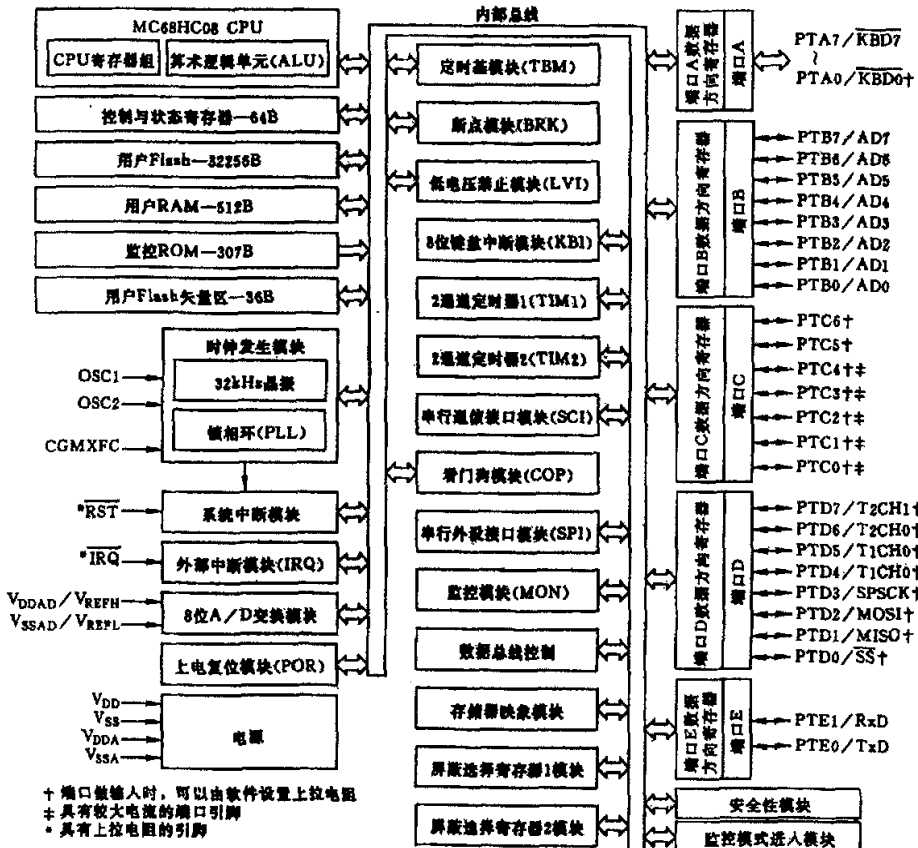 内部总线
MC68HC08 CPU
CPU寄存器组
算术逻辑单元(ALU)
控制与状态寄存器—64B
用户Flash—32256B
用户RAM—512B
监控ROM—307B
用户Flash矢量区—36B
时钟发生模块
32kHz晶振
锁相环(PLL)
OSC1
OSC2
CGMXFC
*RST
系统中断模块
*IRQ
外部中断模块(IRQ)
VDDAD/VREFH
VSSAD/VREFL
8位A/D变换模块
上电复位模块(POR)
VDD
VSS
VDDA
VSSA
电源
† 端口做输入时，可以由软件设置上拉电阻
‡ 具有较大电流的端口引脚
* 具有上拉电阻的引脚
定时基模块(TBM)
断点模块(BRK)
低电压禁止模块(LVI)
8位键盘中断模块(KBI)
2通道定时器1(TIM1)
2通道定时器2(TIM2)
串行通信接口模块(SCI)
看门狗模块(COP)
串行外设接口模块(SPI)
监控模块(MON)
数据总线控制
存储器映象模块
屏蔽选择寄存器1模块
屏蔽选择寄存器2模块
端口A数据
方向寄存器
端口A
PTA7/KBD7
~
PTA0/KBD0†
端口B数据方向寄存器
端口B
PTB7/AD7
PTB6/AD6
PTB5/AD5
PTB4/AD4
PTB3/AD3
PTB2/AD2
PTB1/AD1
PTB0/AD0
端口C数据方向寄存器
端口C
PTC6†
PTC5†
PTC4†‡
PTC3†‡
PTC2†‡
PTC1†‡
PTC0†‡
端口D数据方向寄存器
端口D
PTD7/T2CH1†
PTD6/T2CH0†
PTD5/T1CH0†
PTD4/T1CH0†
PTD3/SPSCK†
PTD2/MOSI†
PTD1/MISO†
PTD0/SS†
端口E数据
方向寄存器
端口E
PTE1/RxD
PTE0/TxD
安全性模块
监控模式进入模块